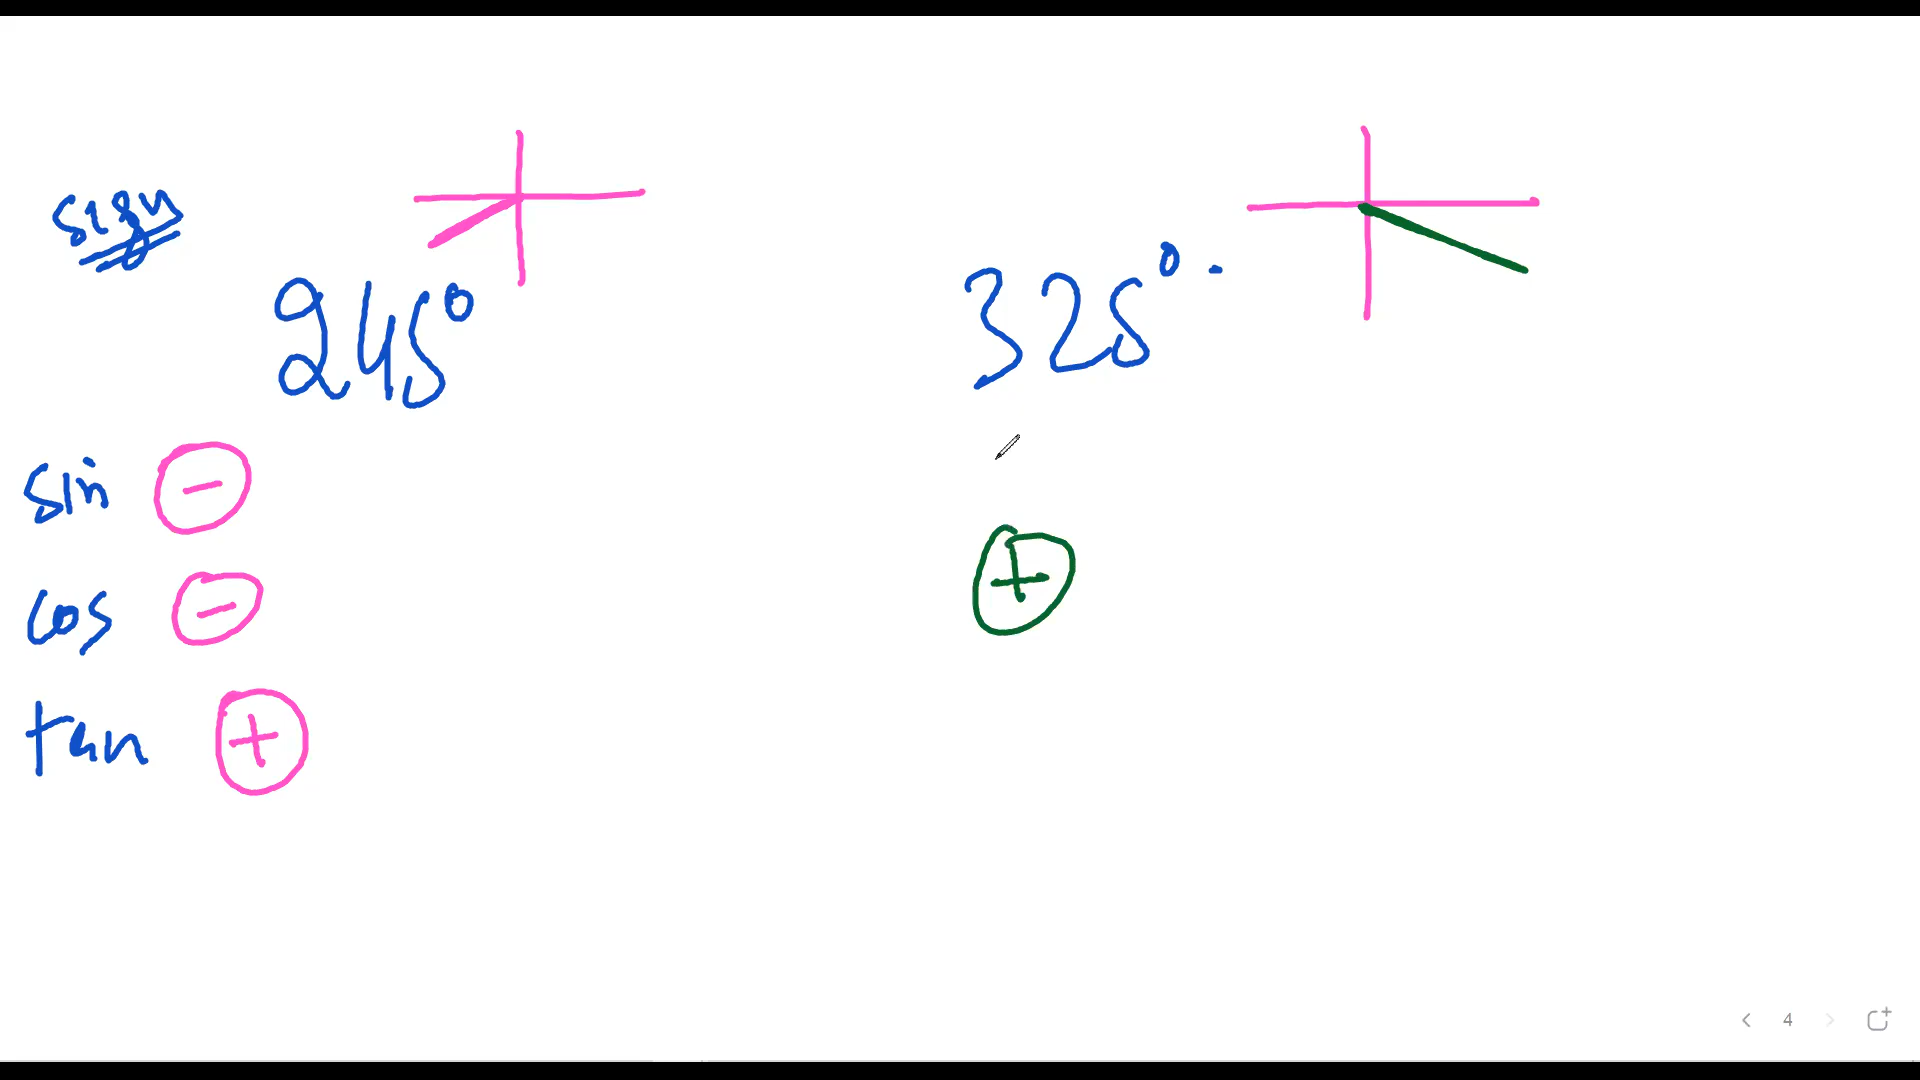 sign
245° 325°.
sin −
cos − +
tan +
4